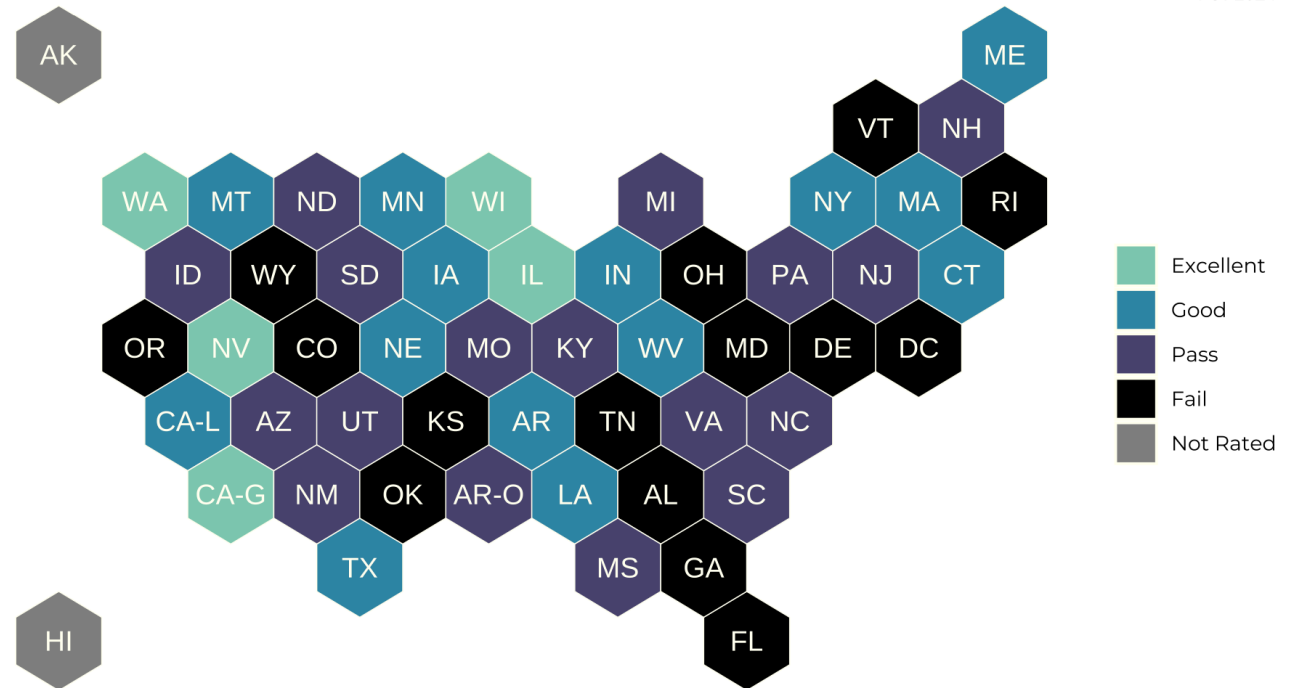 AK
ME
VT NH
WA MT ND MN WI MI NY MA RI
ID WY SD IA IL IN OH PA NJ CT
OR NV CO NE MO KY WV MD DE DC
CA-L AZ UT KS AR TN VA NC
CA-G NM OK AR-O LA AL SC
TX MS GA
HI FL
Excellent
Good
Pass
Fail
Not Rated